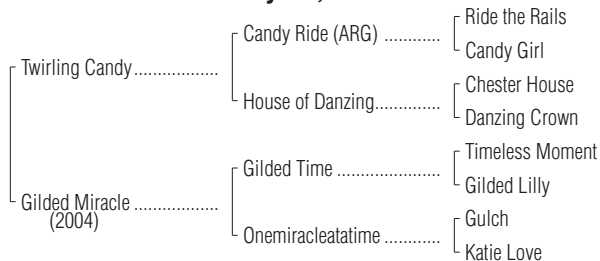 Ride the Rails
Candy Ride (ARG) ............
Candy Girl
Twirling Candy..................
Chester House
House of Danzing.............
Danzing Crown
Timeless Moment
Gilded Time ...................
Gilded Lilly
Gilded Miracle ..................
(2004)
Gulch
Onemiracleatatime ............
Katie Love